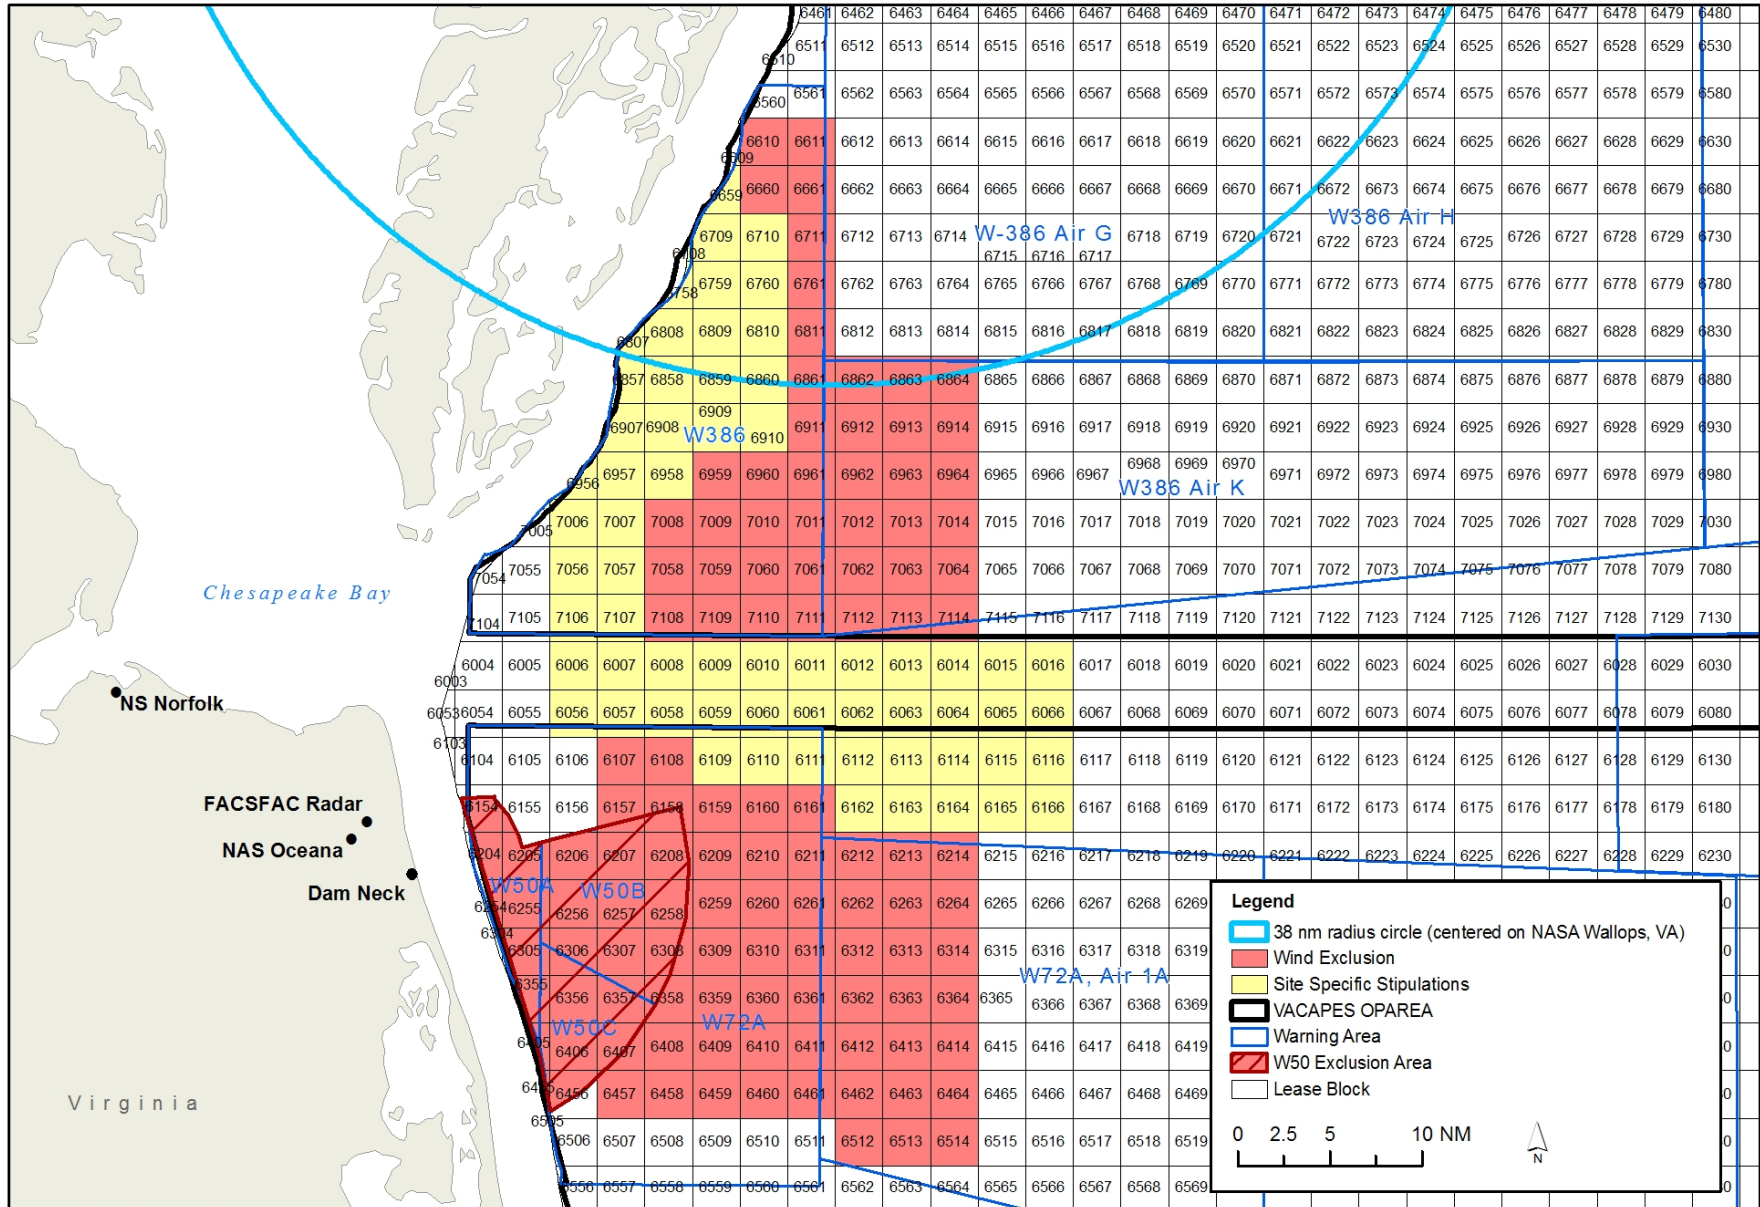 6461 6462 6463 6464 6465 6466 6467 6468 6469 6470 6471 6472 6473 6474 6475 6476 6477 6478 6479 6480
6510 6511 6512 6513 6514 6515 6516 6517 6518 6519 6520 6521 6522 6523 6524 6525 6526 6527 6528 6529 6530
6560 6561 6562 6563 6564 6565 6566 6567 6568 6569 6570 6571 6572 6573 6574 6575 6576 6577 6578 6579 6580
6609 6610 6611 6612 6613 6614 6615 6616 6617 6618 6619 6620 6621 6622 6623 6624 6625 6626 6627 6628 6629 6630
6659 6660 6661 6662 6663 6664 6665 6666 6667 6668 6669 6670 6671 6672 6673 6674 6675 6676 6677 6678 6679 6680
W-386 Air G
W386 Air H
6708 6709 6710 6711 6712 6713 6714 6715 6716 6717 6718 6719 6720 6721 6722 6723 6724 6725 6726 6727 6728 6729 6730
6758 6759 6760 6761 6762 6763 6764 6765 6766 6767 6768 6769 6770 6771 6772 6773 6774 6775 6776 6777 6778 6779 6780
6807 6808 6809 6810 6811 6812 6813 6814 6815 6816 6817 6818 6819 6820 6821 6822 6823 6824 6825 6826 6827 6828 6829 6830
6857 6858 6859 6860 6861 6862 6863 6864 6865 6866 6867 6868 6869 6870 6871 6872 6873 6874 6875 6876 6877 6878 6879 6880
6907 6908 6909 6910 6911 6912 6913 6914 6915 6916 6917 6918 6919 6920 6921 6922 6923 6924 6925 6926 6927 6928 6929 6930
W386
6956 6957 6958 6959 6960 6961 6962 6963 6964 6965 6966 6967 6968 6969 6970 6971 6972 6973 6974 6975 6976 6977 6978 6979 6980
W386 Air K
7005 7006 7007 7008 7009 7010 7011 7012 7013 7014 7015 7016 7017 7018 7019 7020 7021 7022 7023 7024 7025 7026 7027 7028 7029 7030
7054 7055 7056 7057 7058 7059 7060 7061 7062 7063 7064 7065 7066 7067 7068 7069 7070 7071 7072 7073 7074 7075 7076 7077 7078 7079 7080
Chesapeake Bay
7104 7105 7106 7107 7108 7109 7110 7111 7112 7113 7114 7115 7116 7117 7118 7119 7120 7121 7122 7123 7124 7125 7126 7127 7128 7129 7130
6003 6004 6005 6006 6007 6008 6009 6010 6011 6012 6013 6014 6015 6016 6017 6018 6019 6020 6021 6022 6023 6024 6025 6026 6027 6028 6029 6030
NS Norfolk
6053 6054 6055 6056 6057 6058 6059 6060 6061 6062 6063 6064 6065 6066 6067 6068 6069 6070 6071 6072 6073 6074 6075 6076 6077 6078 6079 6080
6103 6104 6105 6106 6107 6108 6109 6110 6111 6112 6113 6114 6115 6116 6117 6118 6119 6120 6121 6122 6123 6124 6125 6126 6127 6128 6129 6130
FACSFAC Radar
6154 6155 6156 6157 6158 6159 6160 6161 6162 6163 6164 6165 6166 6167 6168 6169 6170 6171 6172 6173 6174 6175 6176 6177 6178 6179 6180
NAS Oceana
6204 6205 6206 6207 6208 6209 6210 6211 6212 6213 6214 6215 6216 6217 6218 6219 6220 6221 6222 6223 6224 6225 6226 6227 6228 6229 6230
Dam Neck
W50A
W50B
6254 6255 6256 6257 6258 6259 6260 6261 6262 6263 6264 6265 6266 6267 6268 6269
6304 6305 6306 6307 6308 6309 6310 6311 6312 6313 6314 6315 6316 6317 6318 6319
W72A, Air 1A
6355 6356 6357 6358 6359 6360 6361 6362 6363 6364 6365 6366 6367 6368 6369
W50C
W72A
6405 6406 6407 6408 6409 6410 6411 6412 6413 6414 6415 6416 6417 6418 6419
6456 6457 6458 6459 6460 6461 6462 6463 6464 6465 6466 6467 6468 6469
Virginia
6505 6506 6507 6508 6509 6510 6511 6512 6513 6514 6515 6516 6517 6518 6519
6556 6557 6558 6559 6560 6561 6562 6563 6564 6565 6566 6567 6568 6569
Legend
38 nm radius circle (centered on NASA Wallops, VA)
Wind Exclusion
Site Specific Stipulations
VACAPES OPAREA
Warning Area
W50 Exclusion Area
Lease Block
0 2.5 5 10 NM
N